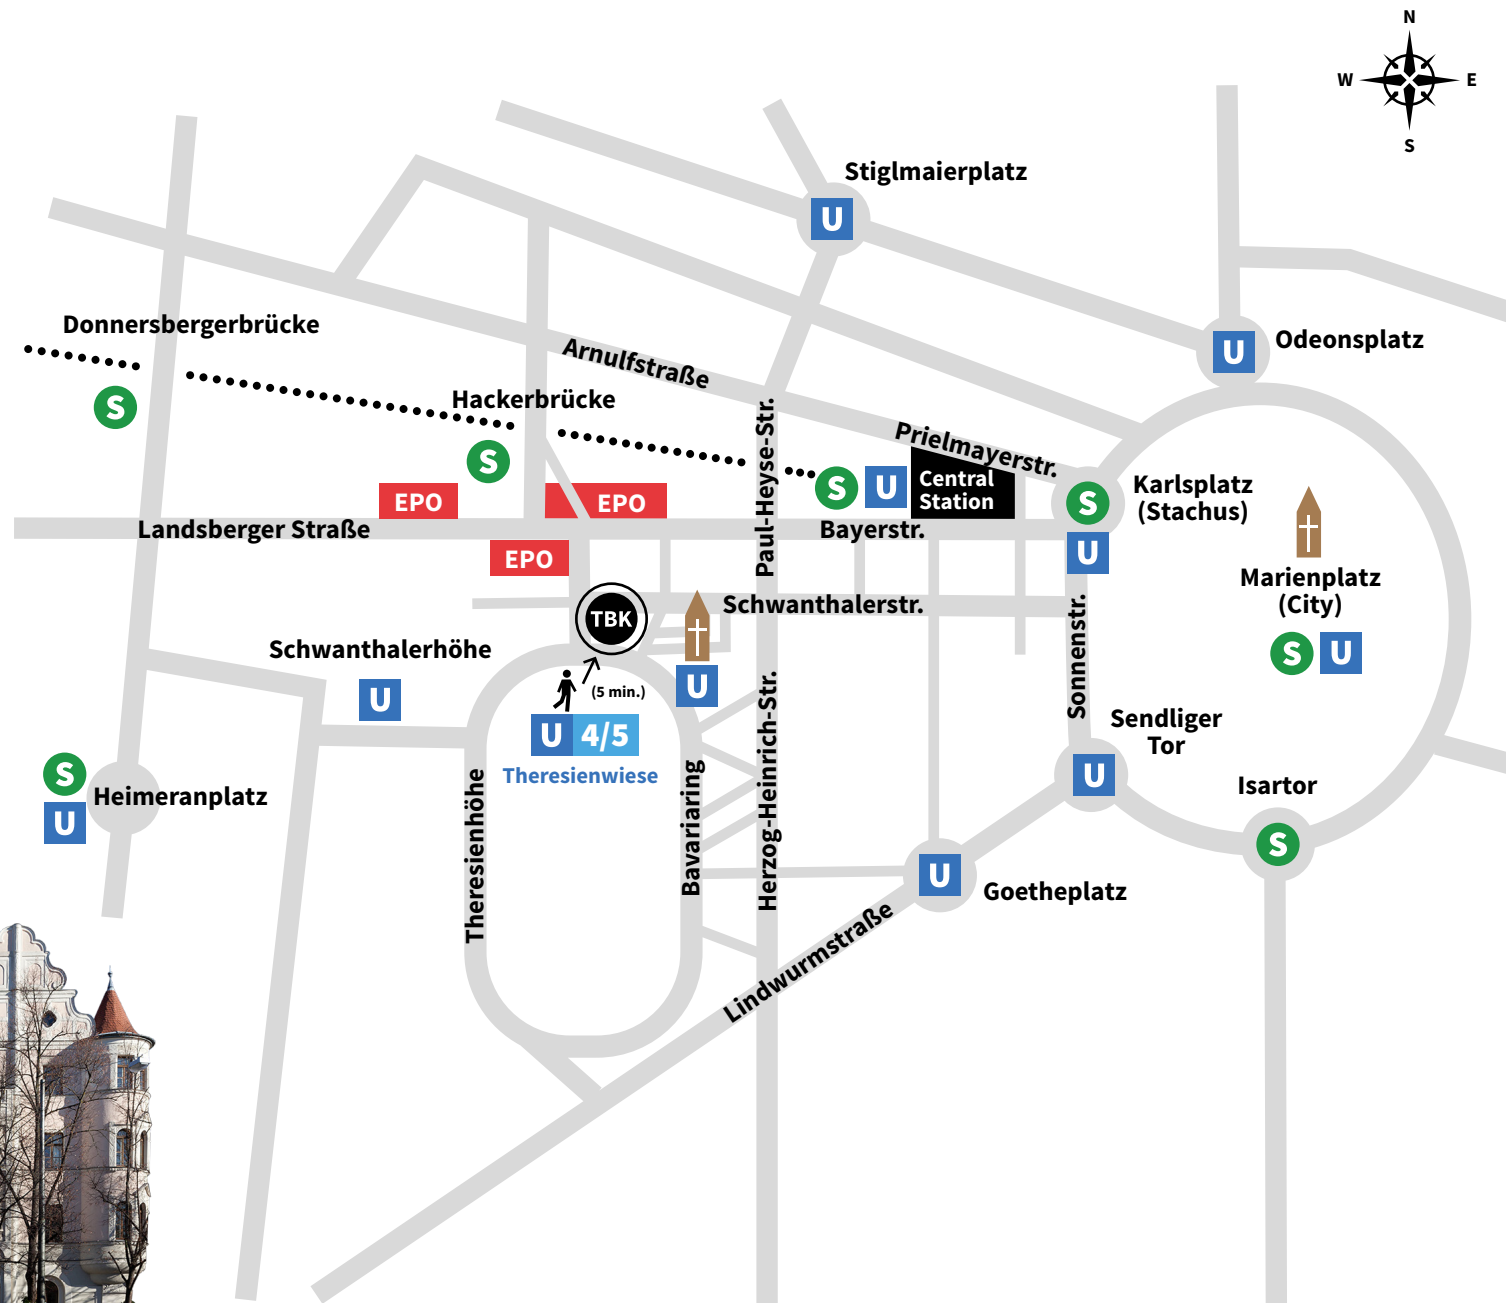 N
W
E
S
Stiglmaierplatz
U
Donnersbergerbrücke
Odeonsplatz
U
Arnulfstraße
S
Hackerbrücke
Paul-Heyse-Str.
Prielmayerstr.
S
S
U
Central
Station
Karlsplatz
(Stachus)
S
U
EPO
EPO
Landsberger Straße
Bayerstr.
EPO
Marienplatz
(City)
S
U
TBK
Schwanthalerstr.
Sonnenstr.
Schwanthalerhöhe
U
(5 min.)
U
U
4/5
Theresienwiese
Herzog-Heinrich-Str.
Sendliger
Tor
U
S
U
Heimeranplatz
Theresienhöhe
Bavariaring
Isartor
S
U
Goetheplatz
Lindwurmstraße